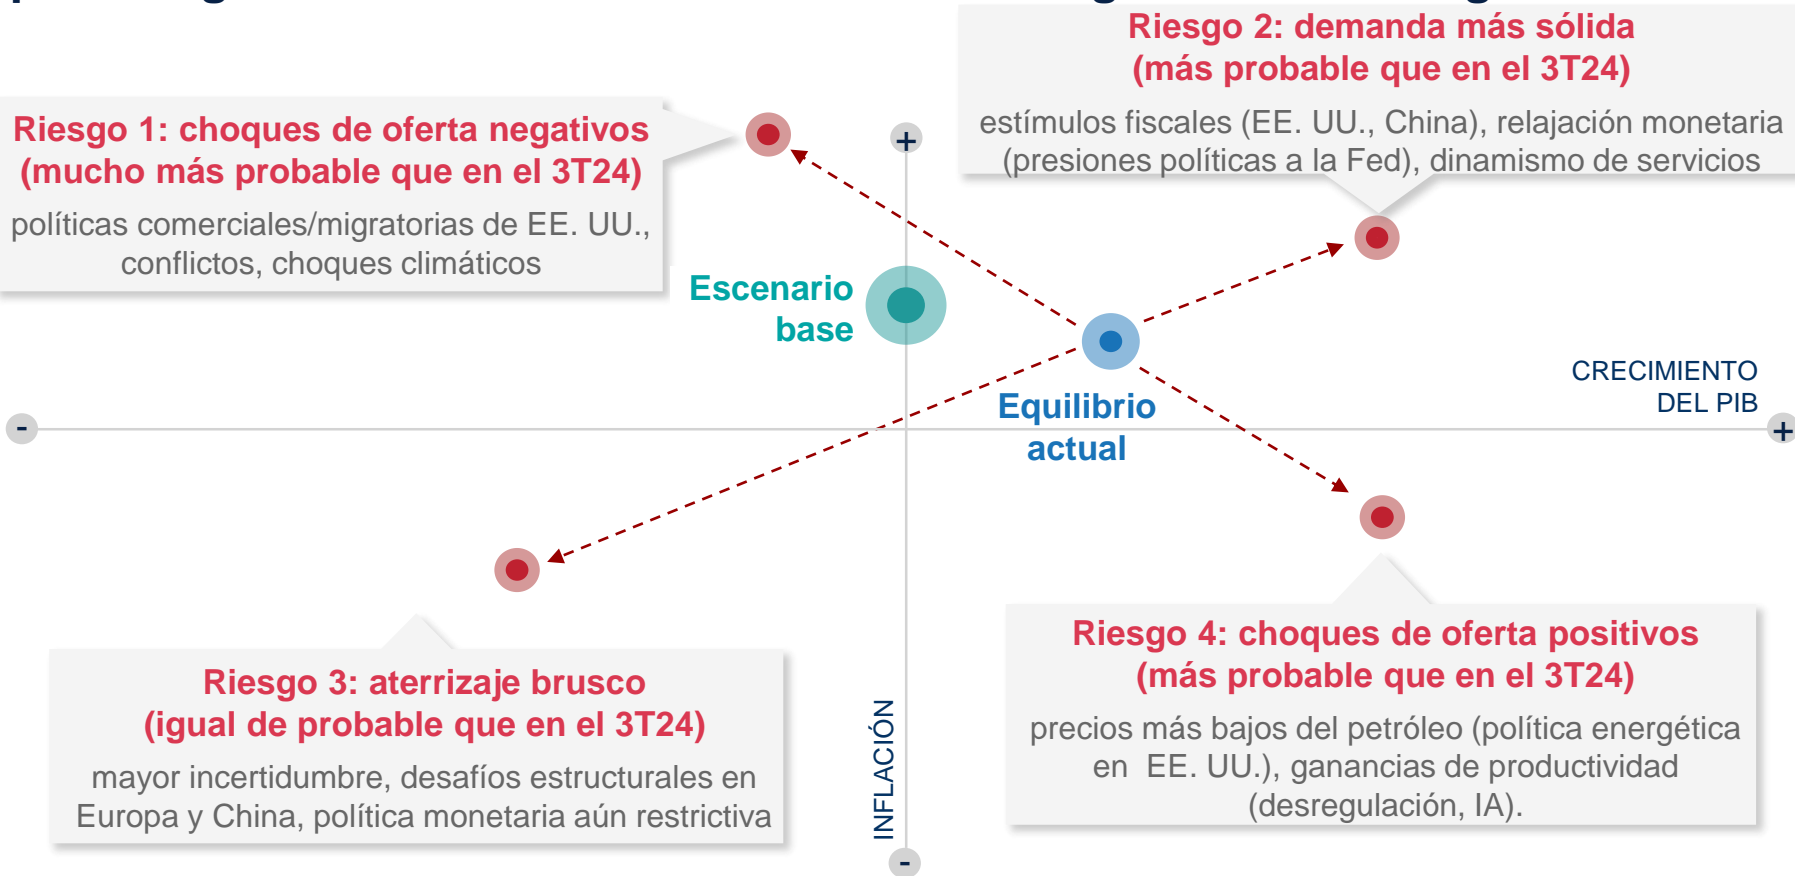 Riesgo 2: demanda más sólida
(más probable que en el 3T24)
estímulos fiscales (EE. UU., China), relajación monetaria
(presiones políticas a la Fed), dinamismo de servicios
Riesgo 1: choques de oferta negativos
(mucho más probable que en el 3T24)
políticas comerciales/migratorias de EE. UU.,
conflictos, choques climáticos
+
Escenario
base
CRECIMIENTO
DEL PIB
Equilibrio
actual
-
+
Riesgo 3: aterrizaje brusco
(igual de probable que en el 3T24)
mayor incertidumbre, desafíos estructurales en
Europa y China, política monetaria aún restrictiva
INFLACIÓN
-
Riesgo 4: choques de oferta positivos
(más probable que en el 3T24)
precios más bajos del petróleo (política energética
en EE. UU.), ganancias de productividad
(desregulación, IA).